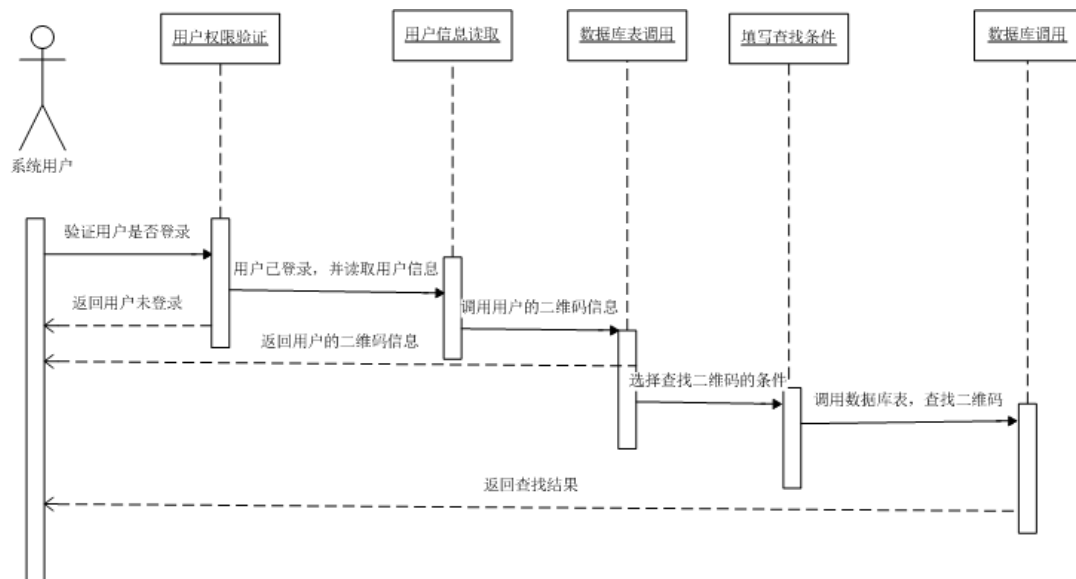 用户权限验证
用户信息读取
数据库表调用
填写查找条件
数据库调用
系统用户
验证用户是否登录
用户己登录，并读取用户信息
返回用户未登录
调用用户的二维码信息
返回用户的二维码信息
选择查找二维码的条件
调用数据库表，查找二维码
返回查找结果